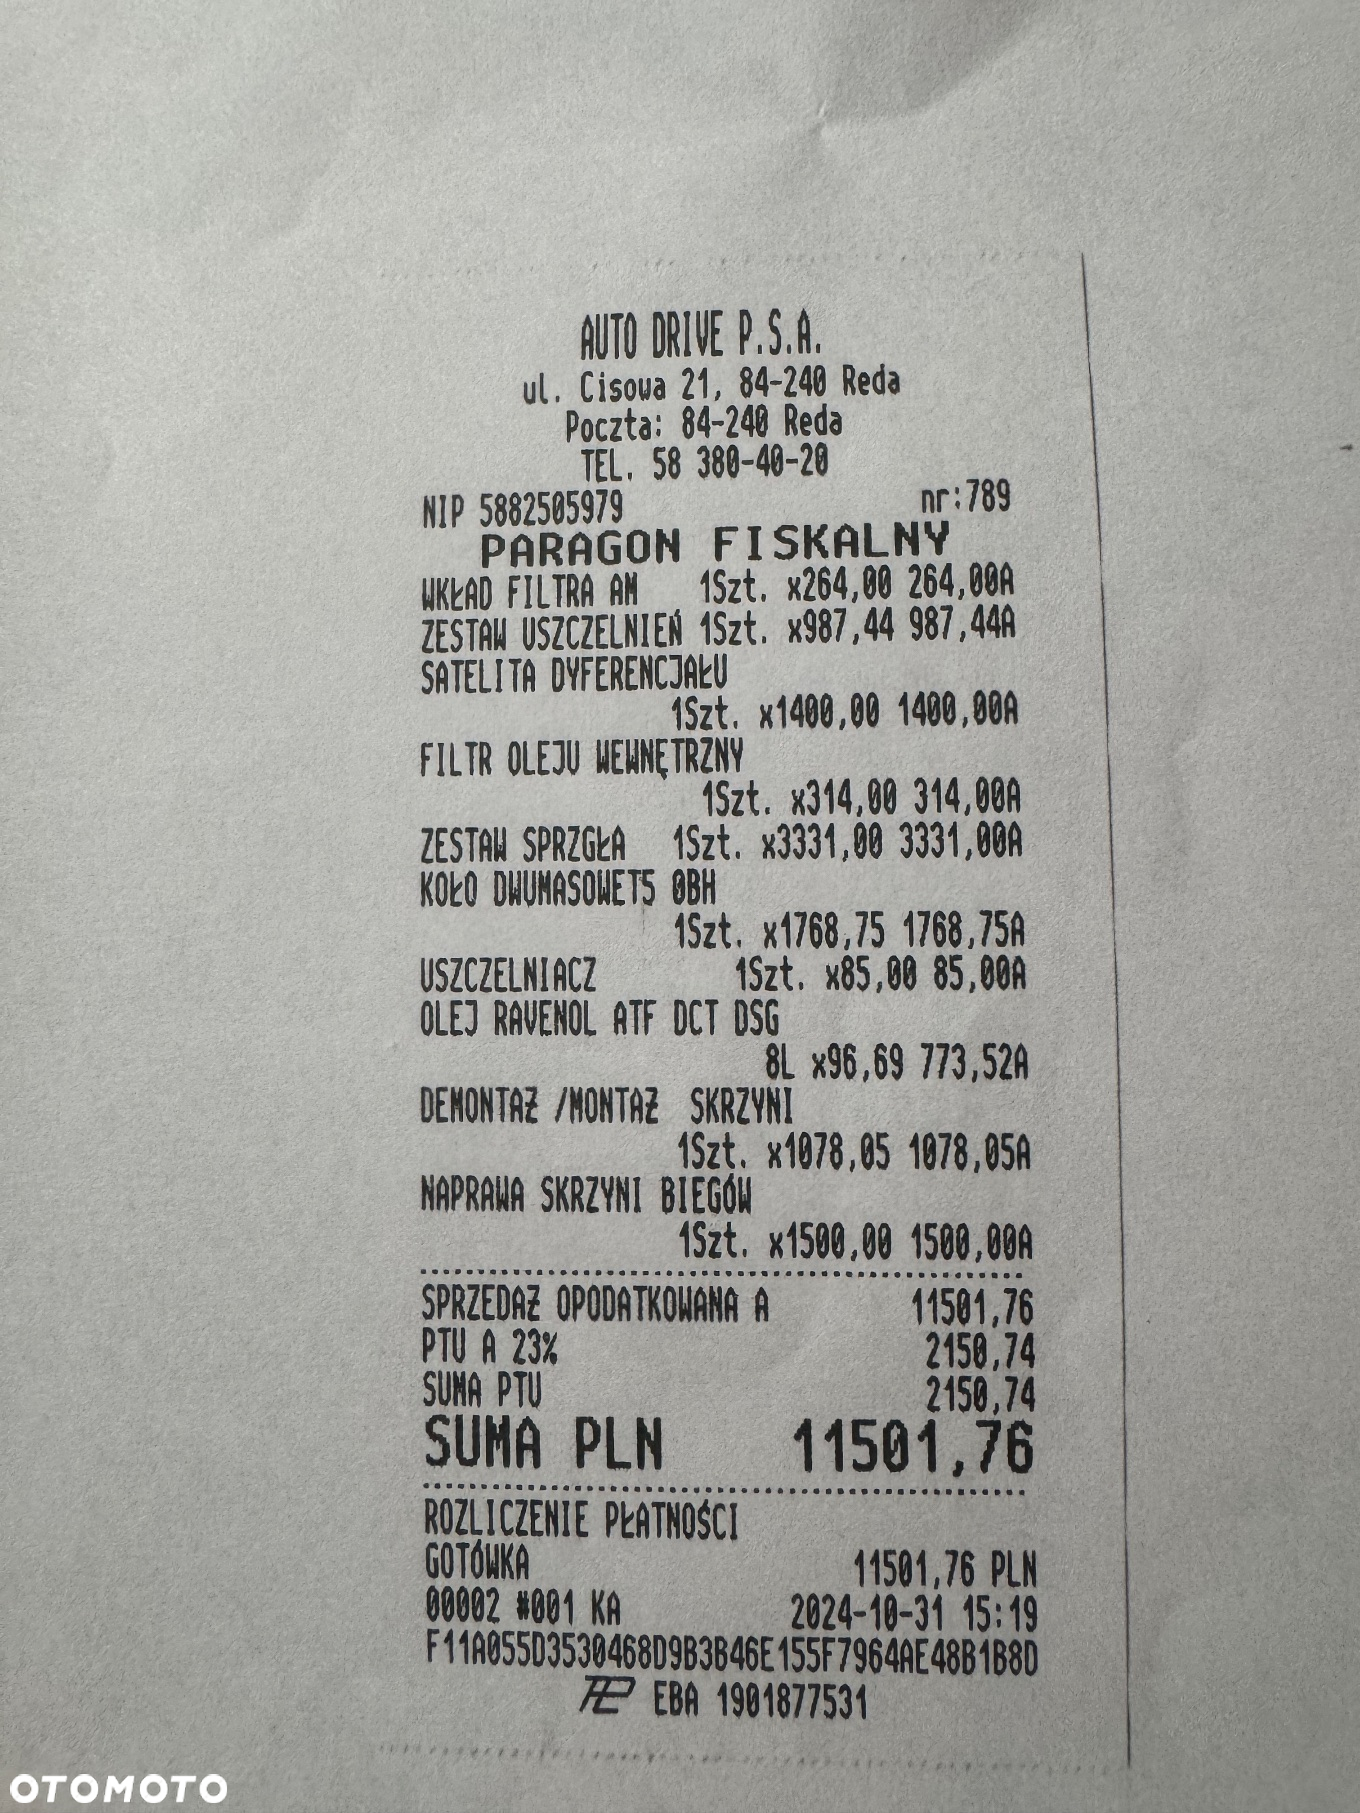 AUTO DRIVE P.S.A.
ul. Cisowa 21, 84-240 Reda
Poczta: 84-240 Reda
TEL. 58 380-40-20
NIP 5882505979 nr:789
PARAGON FISKALNY
WKŁAD FILTRA AM 1Szt. x264,00 264,00A
ZESTAW USZCZELNIEŃ 1Szt. x987,44 987,44A
SATELITA DYFERENCJAŁU
1Szt. x1400,00 1400,00A
FILTR OLEJU WEWNĘTRZNY
1Szt. x314,00 314,00A
ZESTAW SPRZGŁA 1Szt. x3331,00 3331,00A
KOŁO DWUMASOWET5 0BH
1Szt. x1768,75 1768,75A
USZCZELNIACZ 1Szt. x85,00 85,00A
OLEJ RAVENOL ATF DCT DSG
8L x96,69 773,52A
DEMONTAŻ /MONTAŻ SKRZYNI
1Szt. x1078,05 1078,05A
NAPRAWA SKRZYNI BIEGÓW
1Szt. x1500,00 1500,00A
SPRZEDAŻ OPODATKOWANA A 11501,76
PTU A 23% 2150,74
SUMA PTU 2150,74
SUMA PLN 11501,76
ROZLICZENIE PŁATNOŚCI
GOTÓWKA 11501,76 PLN
00002 #001 KA 2024-10-31 15:19
F11A055D3530468D9B3B46E155F7964AE48B1B8D
EBA 1901877531
OTOMOTO